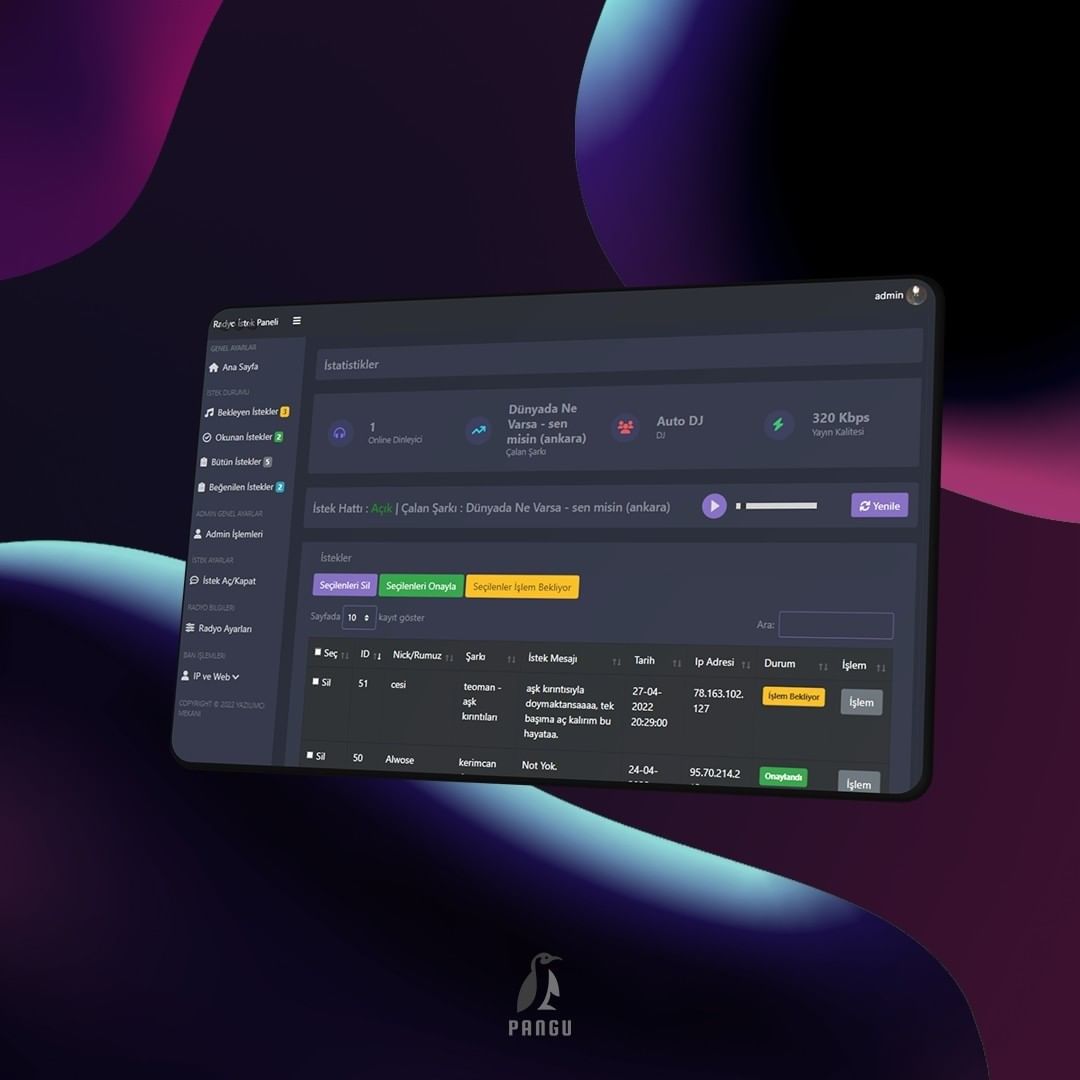 Radyo İstek Paneli
admin
GENEL AYARLAR
Ana Sayfa
İSTEK DURUMU
Bekleyen İstekler 3
Okunan İstekler 2
Bütün İstekler 5
Beğenilen İstekler 2
ADMIN GENEL AYARLAR
Admin İşlemleri
İSTEK AYARLAR
İstek Aç/Kapat
RADYO BILGILERI
Radyo Ayarları
BAN İŞLEMLERI
IP ve Web
COPYRIGHT © 2022 YAZILIMCI
MEKANI
İstatistikler
1
Online Dinleyici
Dünyada Ne
Varsa - sen
misin (ankara)
Çalan Şarkı
Auto DJ
DJ
320 Kbps
Yayın Kalitesi
İstek Hattı : Açık | Çalan Şarkı : Dünyada Ne Varsa - sen misin (ankara)
Yenile
İstekler
Seçilenleri Sil Seçilenleri Onayla Seçilenler İşlem Bekliyor
Sayfada 10 kayıt göster
Ara:
Seç ID Nick/Rumuz Şarkı İstek Mesajı Tarih Ip Adresi Durum İşlem
Sil 51 cesi
teoman -
aşk
kırıntıları
aşk kırıntısıyla
doymaktansaaaa, tek
başıma aç kalırım bu
hayataa.
27-04-
2022
20:29:00
78.163.102.
127
İşlem Bekliyor
İşlem
Sil 50 Alwose kerimcan Not Yok. 24-04- 95.70.214.2 Onaylandı İşlem
PANGU